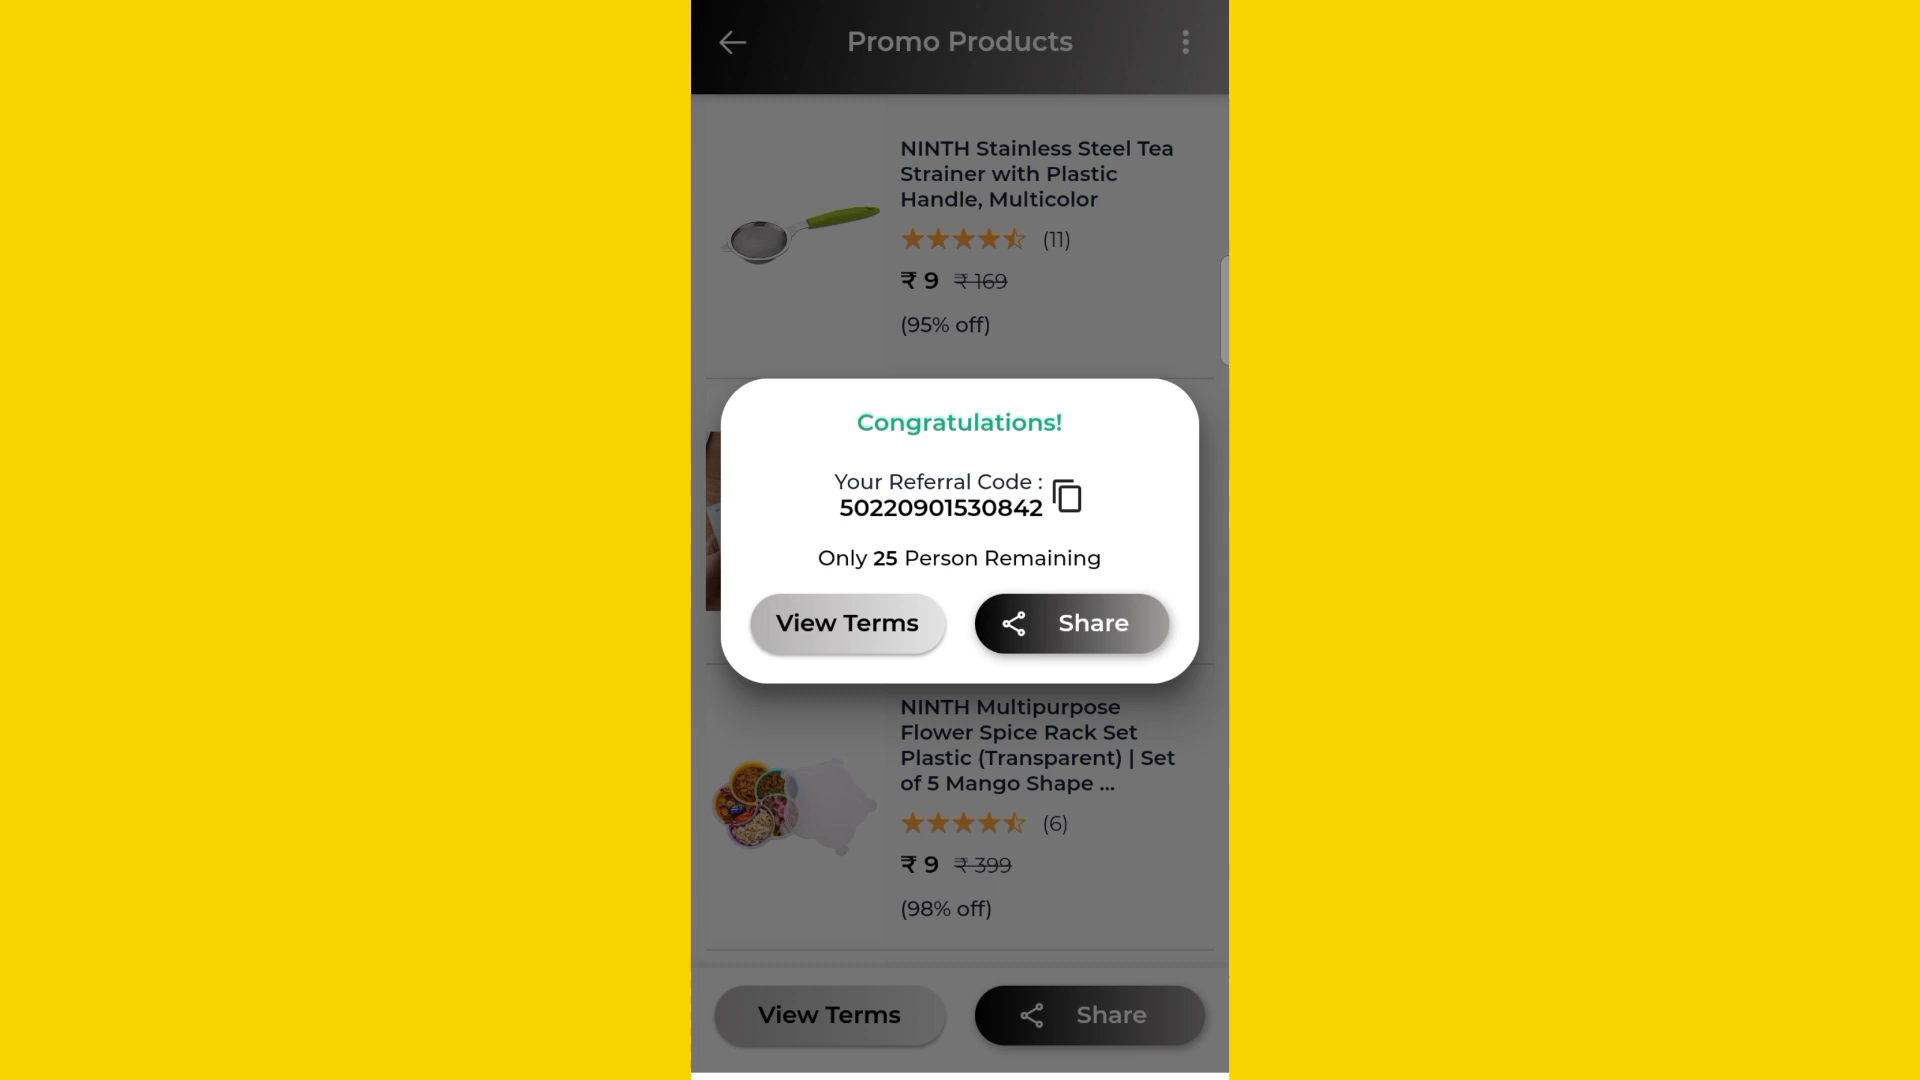 Promo Products
NINTH Stainless Steel Tea
Strainer with Plastic
Handle, Multicolor
(11)
₹ 9 ₹ 169
(95% off)
Congratulations!
Your Referral Code :
50220901530842
Only 25 Person Remaining
View Terms
Share
NINTH Multipurpose
Flower Spice Rack Set
Plastic (Transparent) | Set
of 5 Mango Shape ...
(6)
₹ 9 ₹ 399
(98% off)
View Terms
Share